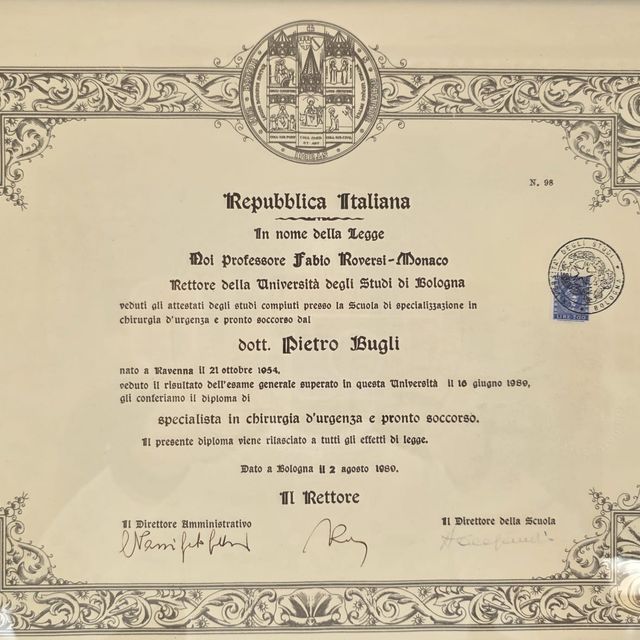 N. 98
Repubblica Italiana
In nome della Legge
Noi Professore Fabio Roversi-Monaco
Rettore della Università degli Studi di Bologna
veduti gli attestati degli studi compiuti presso la Scuola di specializzazione in
chirurgia d'urgenza e pronto soccorso dal
dott. Pietro Bugli
nato a Ravenna il 21 ottobre 1954,
veduto il risultato dell'esame generale superato in questa Università il 16 giugno 1989,
gli conferiamo il diploma di
specialista in chirurgia d'urgenza e pronto soccorso.
Il presente diploma viene rilasciato a tutti gli effetti di legge.
Dato a Bologna il 2 agosto 1989.
Il Rettore
Il Direttore Amministrativo
Il Direttore della Scuola